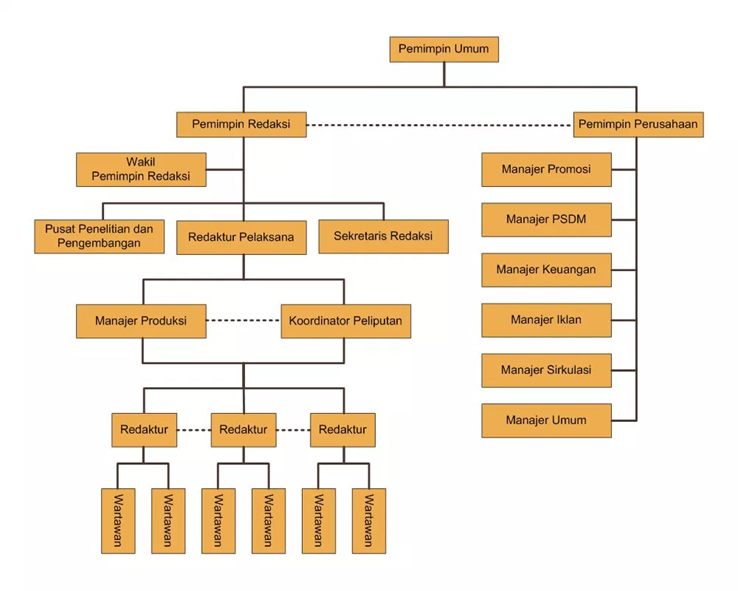 Pemimpin Umum
Pemimpin Redaksi
Pemimpin Perusahaan
Wakil
Pemimpin Redaksi
Manajer Promosi
Pusat Penelitian dan
Pengembangan
Redaktur Pelaksana
Sekretaris Redaksi
Manajer PSDM
Manajer Keuangan
Manajer Produksi
Koordinator Peliputan
Manajer Iklan
Manajer Sirkulasi
Redaktur
Redaktur
Redaktur
Manajer Umum
Wartawan
Wartawan
Wartawan
Wartawan
Wartawan
Wartawan